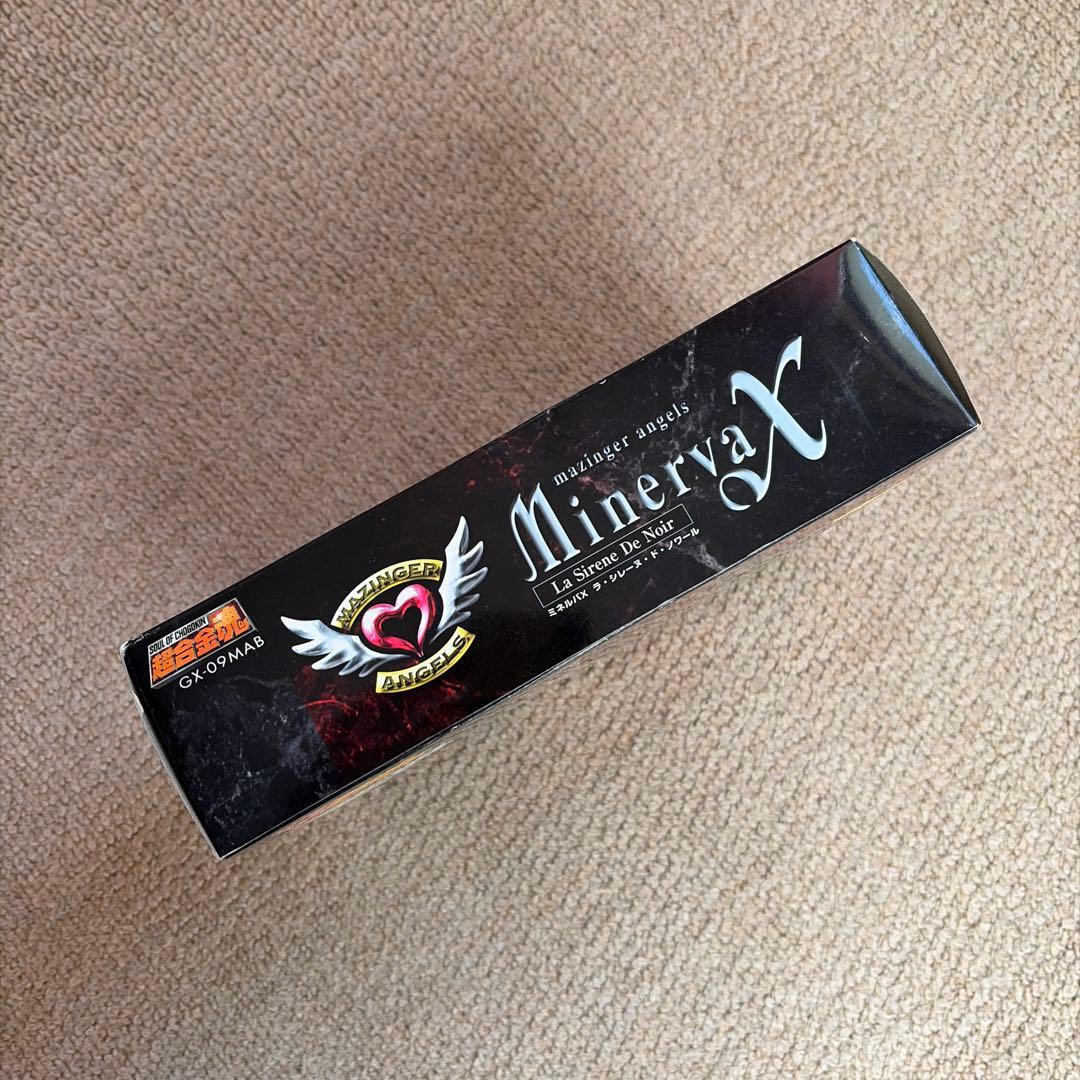 SOUL OF CHOGOKIN
超合金魂
GX-09MAB
MAZINGER
ANGELS
mazinger angels
Minerva X
La Sirene De Noir
ミネルバX ラ・シレーヌ・ド・ノワール